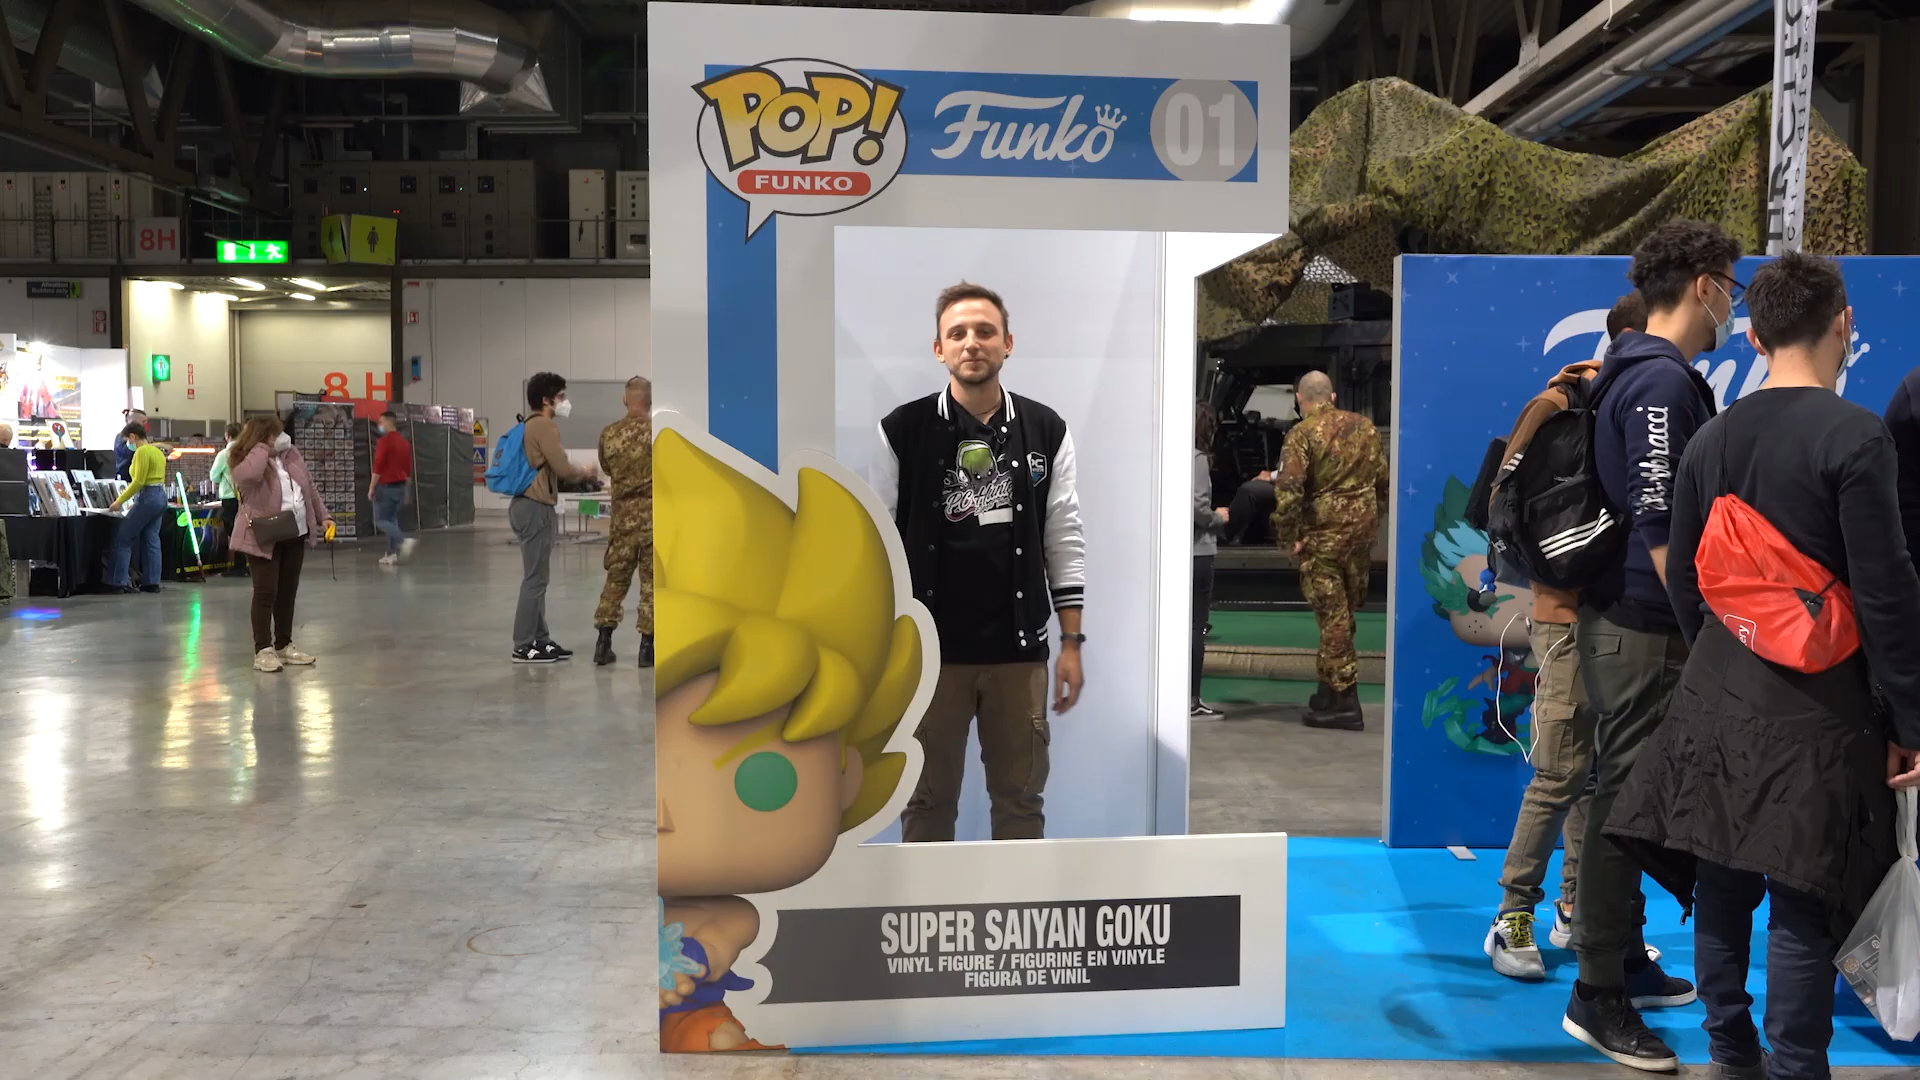 POP!
FUNKO
Funko
01
8H
8 H
SUPER SAIYAN GOKU
VINYL FIGURE / FIGURINE EN VINYLE
FIGURA DE VINIL